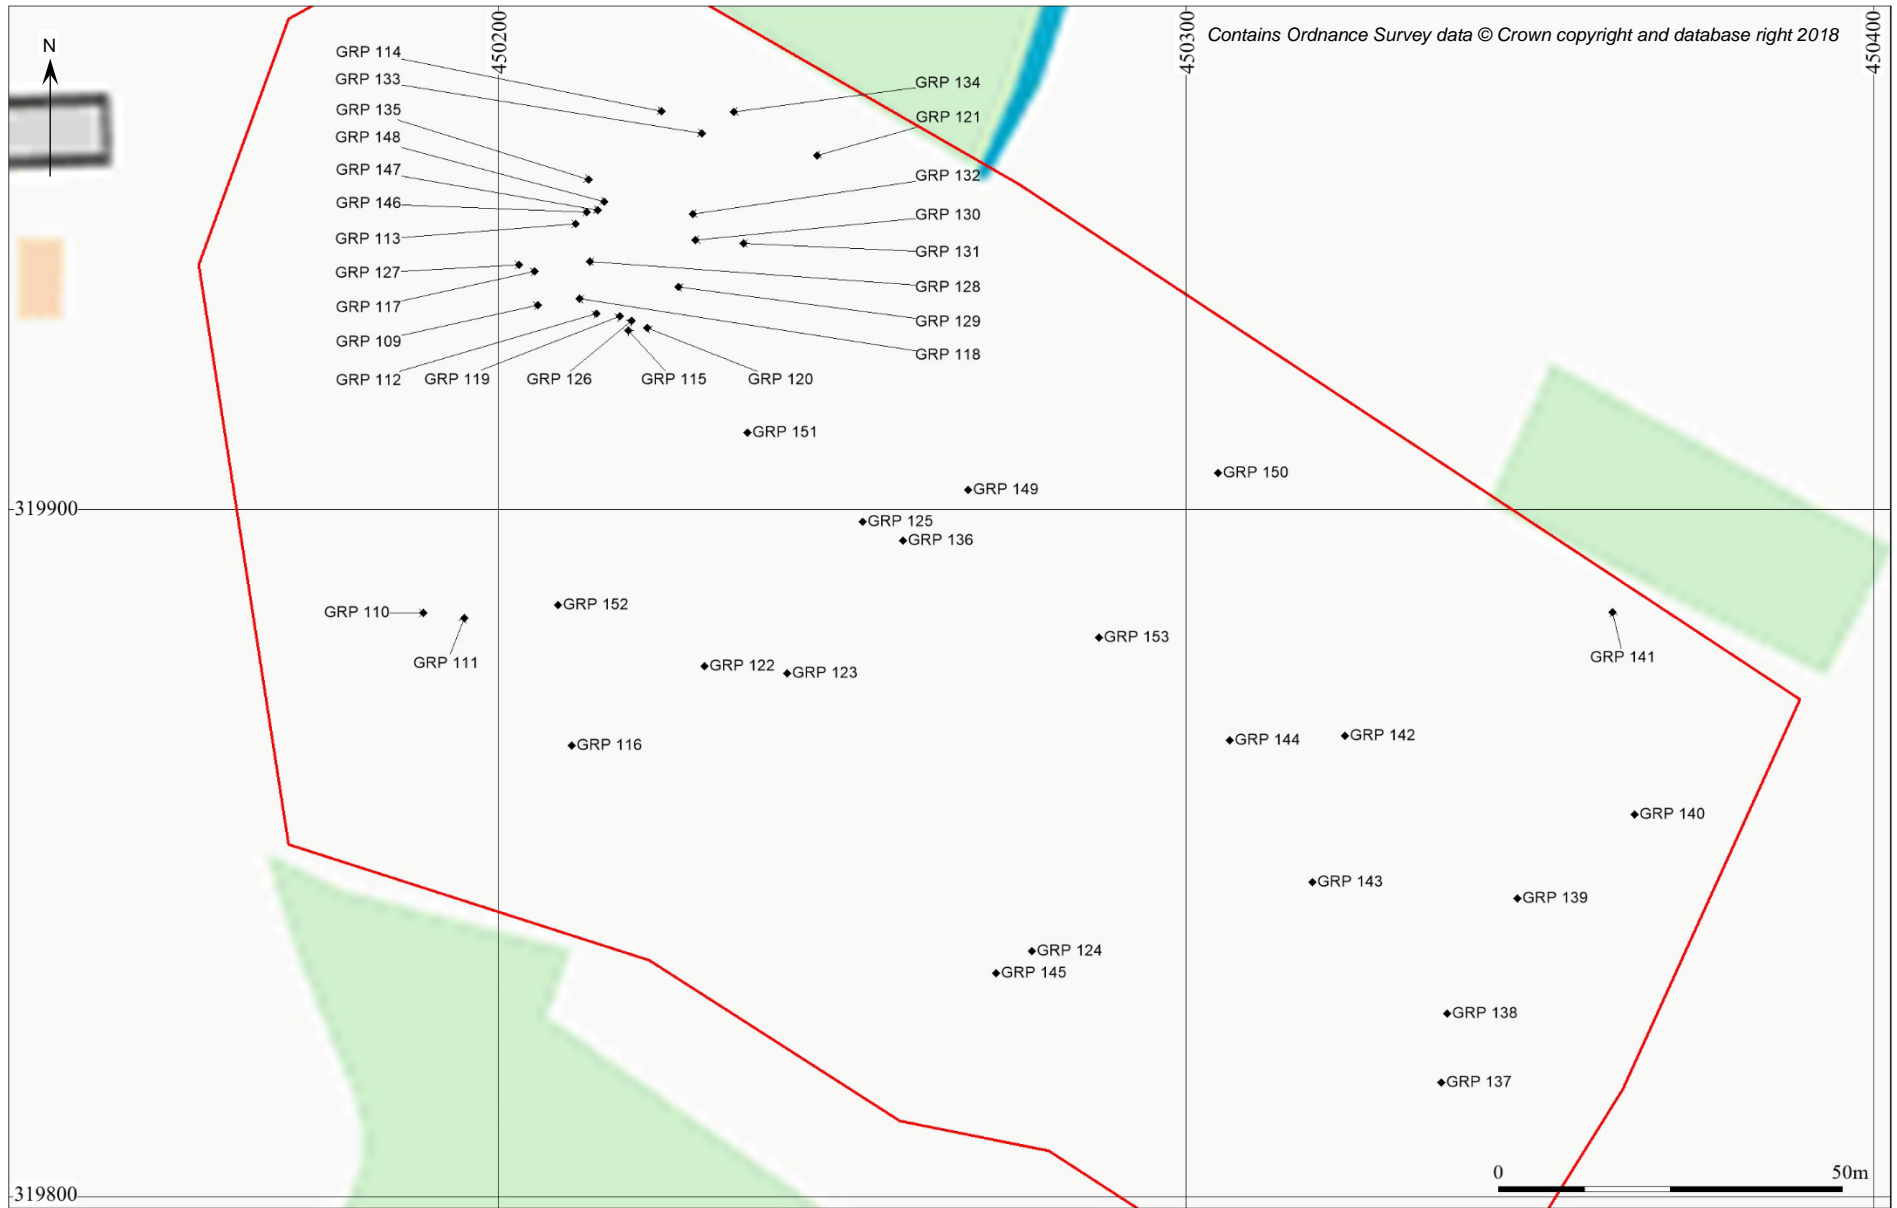 450200
450300
450400
Contains Ordnance Survey data © Crown copyright and database right 2018
N
GRP 114
GRP 133
GRP 135
GRP 148
GRP 147
GRP 146
GRP 113
GRP 127
GRP 117
GRP 109
GRP 112
GRP 119
GRP 126
GRP 115
GRP 120
GRP 134
GRP 121
GRP 132
GRP 130
GRP 131
GRP 128
GRP 129
GRP 118
GRP 151
GRP 150
GRP 149
319900
GRP 125
GRP 136
GRP 152
GRP 110
GRP 111
GRP 153
GRP 141
GRP 122
GRP 123
GRP 116
GRP 144
GRP 142
GRP 140
GRP 143
GRP 139
GRP 124
GRP 145
GRP 138
GRP 137
0
50m
319800